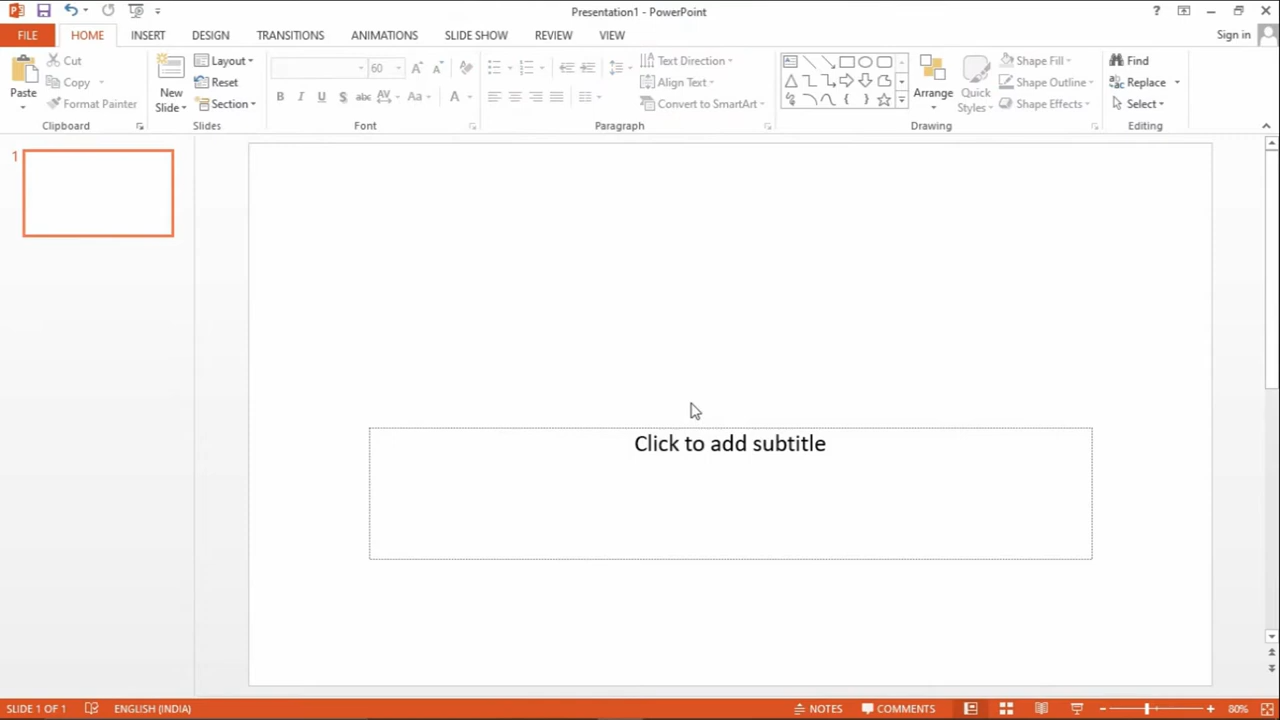 Presentation1 - PowerPoint
?
FILE HOME INSERT DESIGN TRANSITIONS ANIMATIONS SLIDE SHOW REVIEW VIEW Sign in
Paste
Cut
Copy
Format Painter
Clipboard
New
Slide
Layout
Reset
Section
Slides
60
A A
B I U S abc AV Aa A
Font
Text Direction
Align Text
Convert to SmartArt
Paragraph
Arrange
Quick
Styles
Shape Fill
Shape Outline
Shape Effects
Drawing
Find
Replace
Select
Editing
1
Click to add subtitle
SLIDE 1 OF 1 ENGLISH (INDIA) NOTES COMMENTS 80%